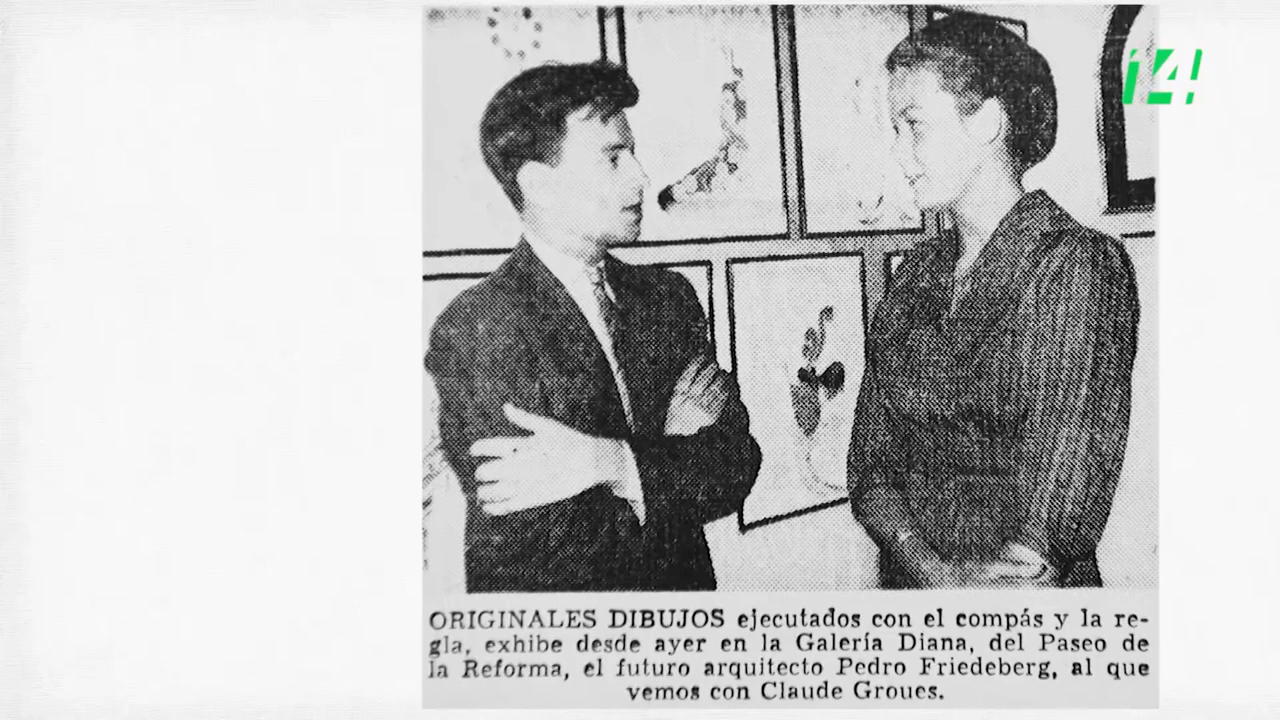 14!
ORIGINALES DIBUJOS ejecutados con el compás y la re-
gla, exhibe desde ayer en la Galería Diana, del Paseo de
la Reforma, el futuro arquitecto Pedro Friedeberg, al que
vemos con Claude Groues.